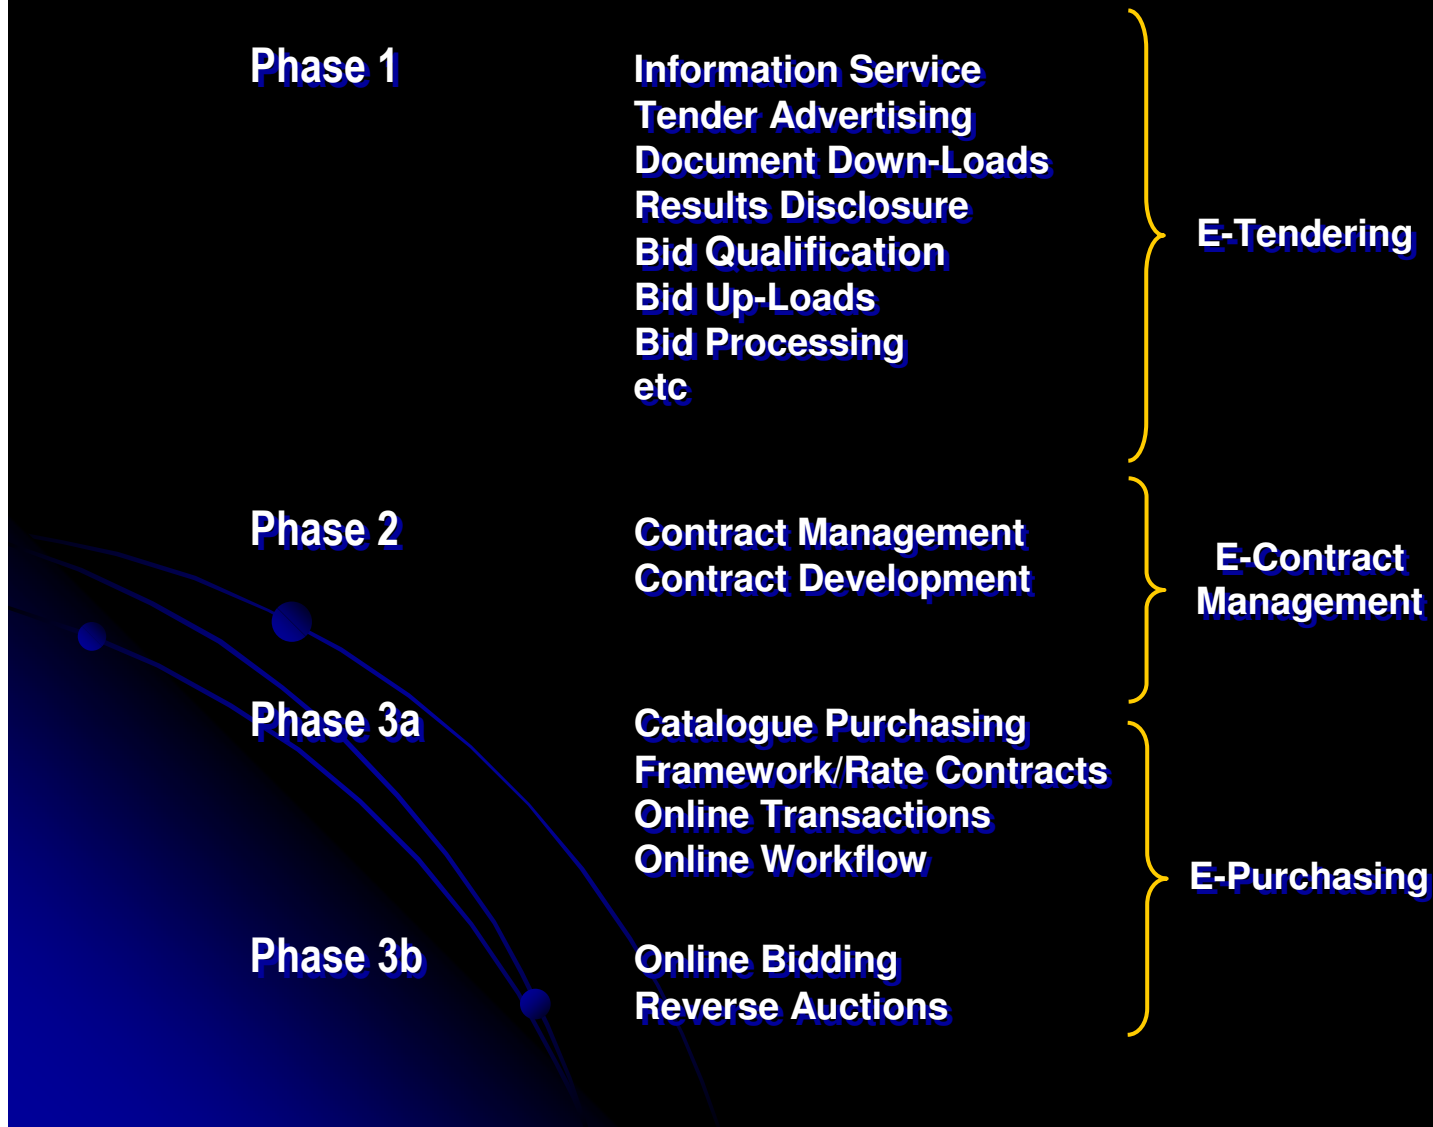 Phase 1
Information Service
Tender Advertising
Document Down-Loads
Results Disclosure
Bid Qualification
Bid Up-Loads
Bid Processing
etc
E-Tendering
Phase 2
Contract Management
Contract Development
E-Contract
Management
Phase 3a
Catalogue Purchasing
Framework/Rate Contracts
Online Transactions
Online Workflow
E-Purchasing
Phase 3b
Online Bidding
Reverse Auctions